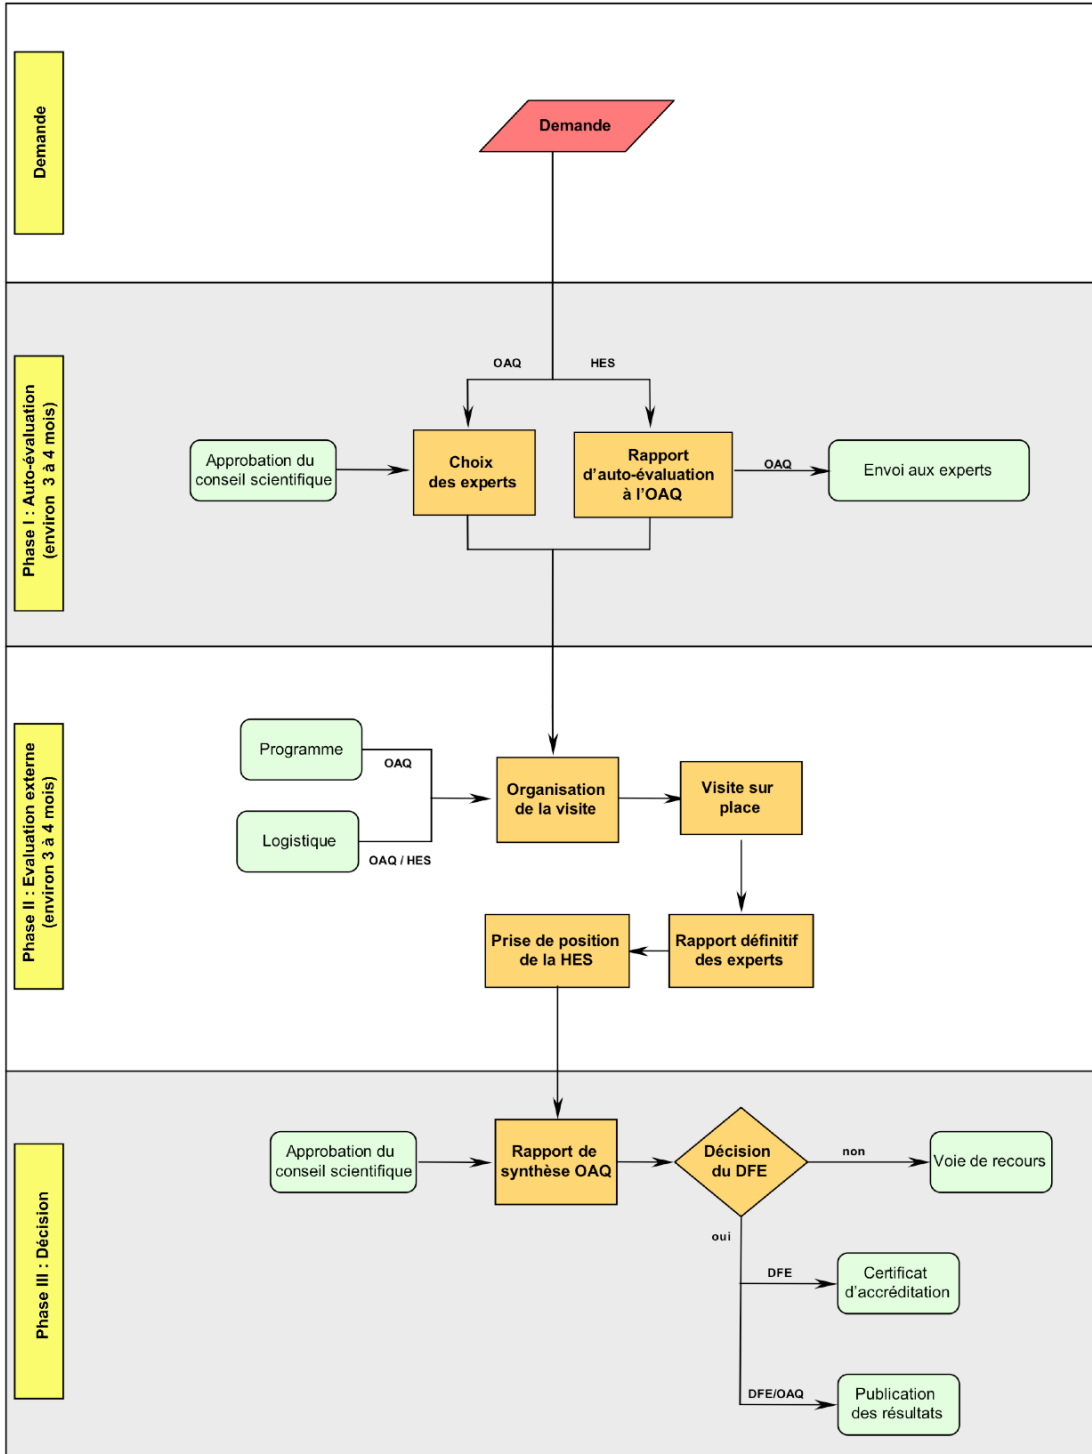 Demande
Demande
Phase I : Auto-évaluation
(environ 3 à 4 mois)
OAQ
HES
Approbation du
conseil scientifique
Choix
des experts
Rapport
d'auto-évaluation
à l'OAQ
OAQ
Envoi aux experts
Phase II : Evaluation externe
(environ 3 à 4 mois)
Programme
OAQ
Logistique
OAQ / HES
Organisation
de la visite
Visite sur
place
Prise de position
de la HES
Rapport définitif
des experts
Phase III : Décision
Approbation du
conseil scientifique
Rapport de
synthèse OAQ
Décision
du DFE
non
Voie de recours
oui
DFE
Certificat
d'accréditation
DFE/OAQ
Publication
des résultats